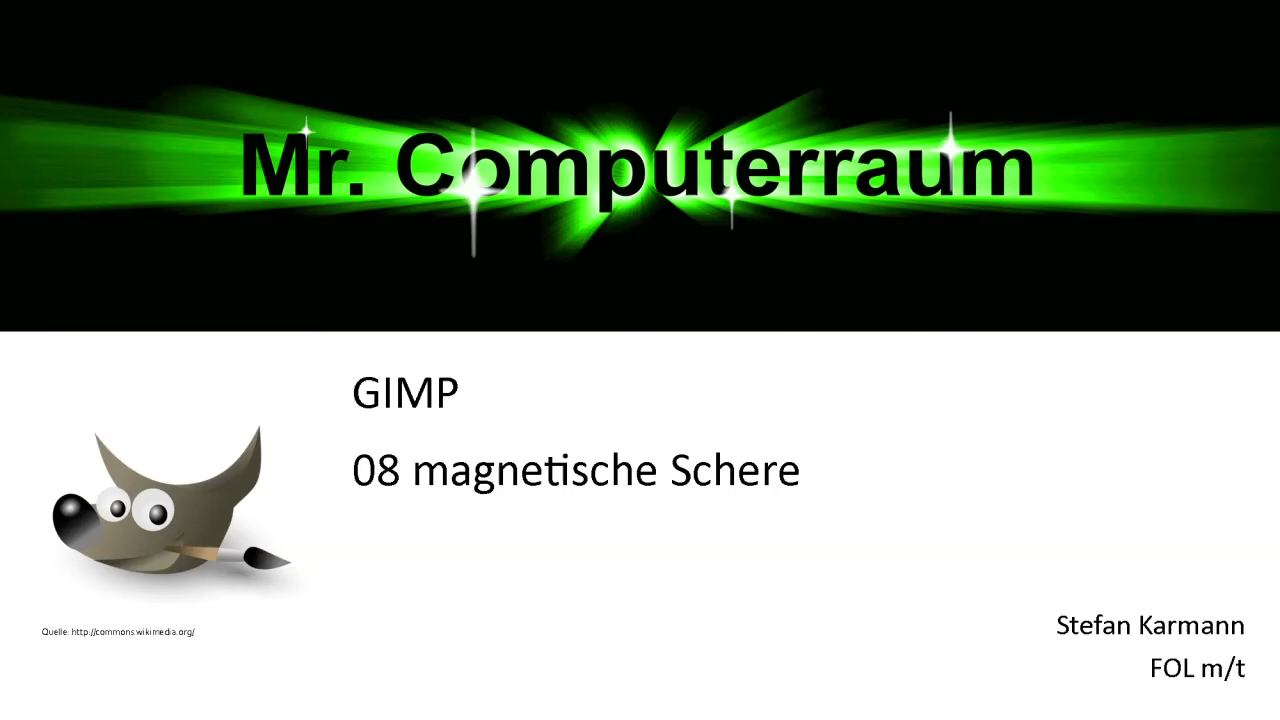 Mr. Computerraum
GIMP
08 magnetische Schere
Quelle: http://commons.wikimedia.org/
Stefan Karmann
FOL m/t